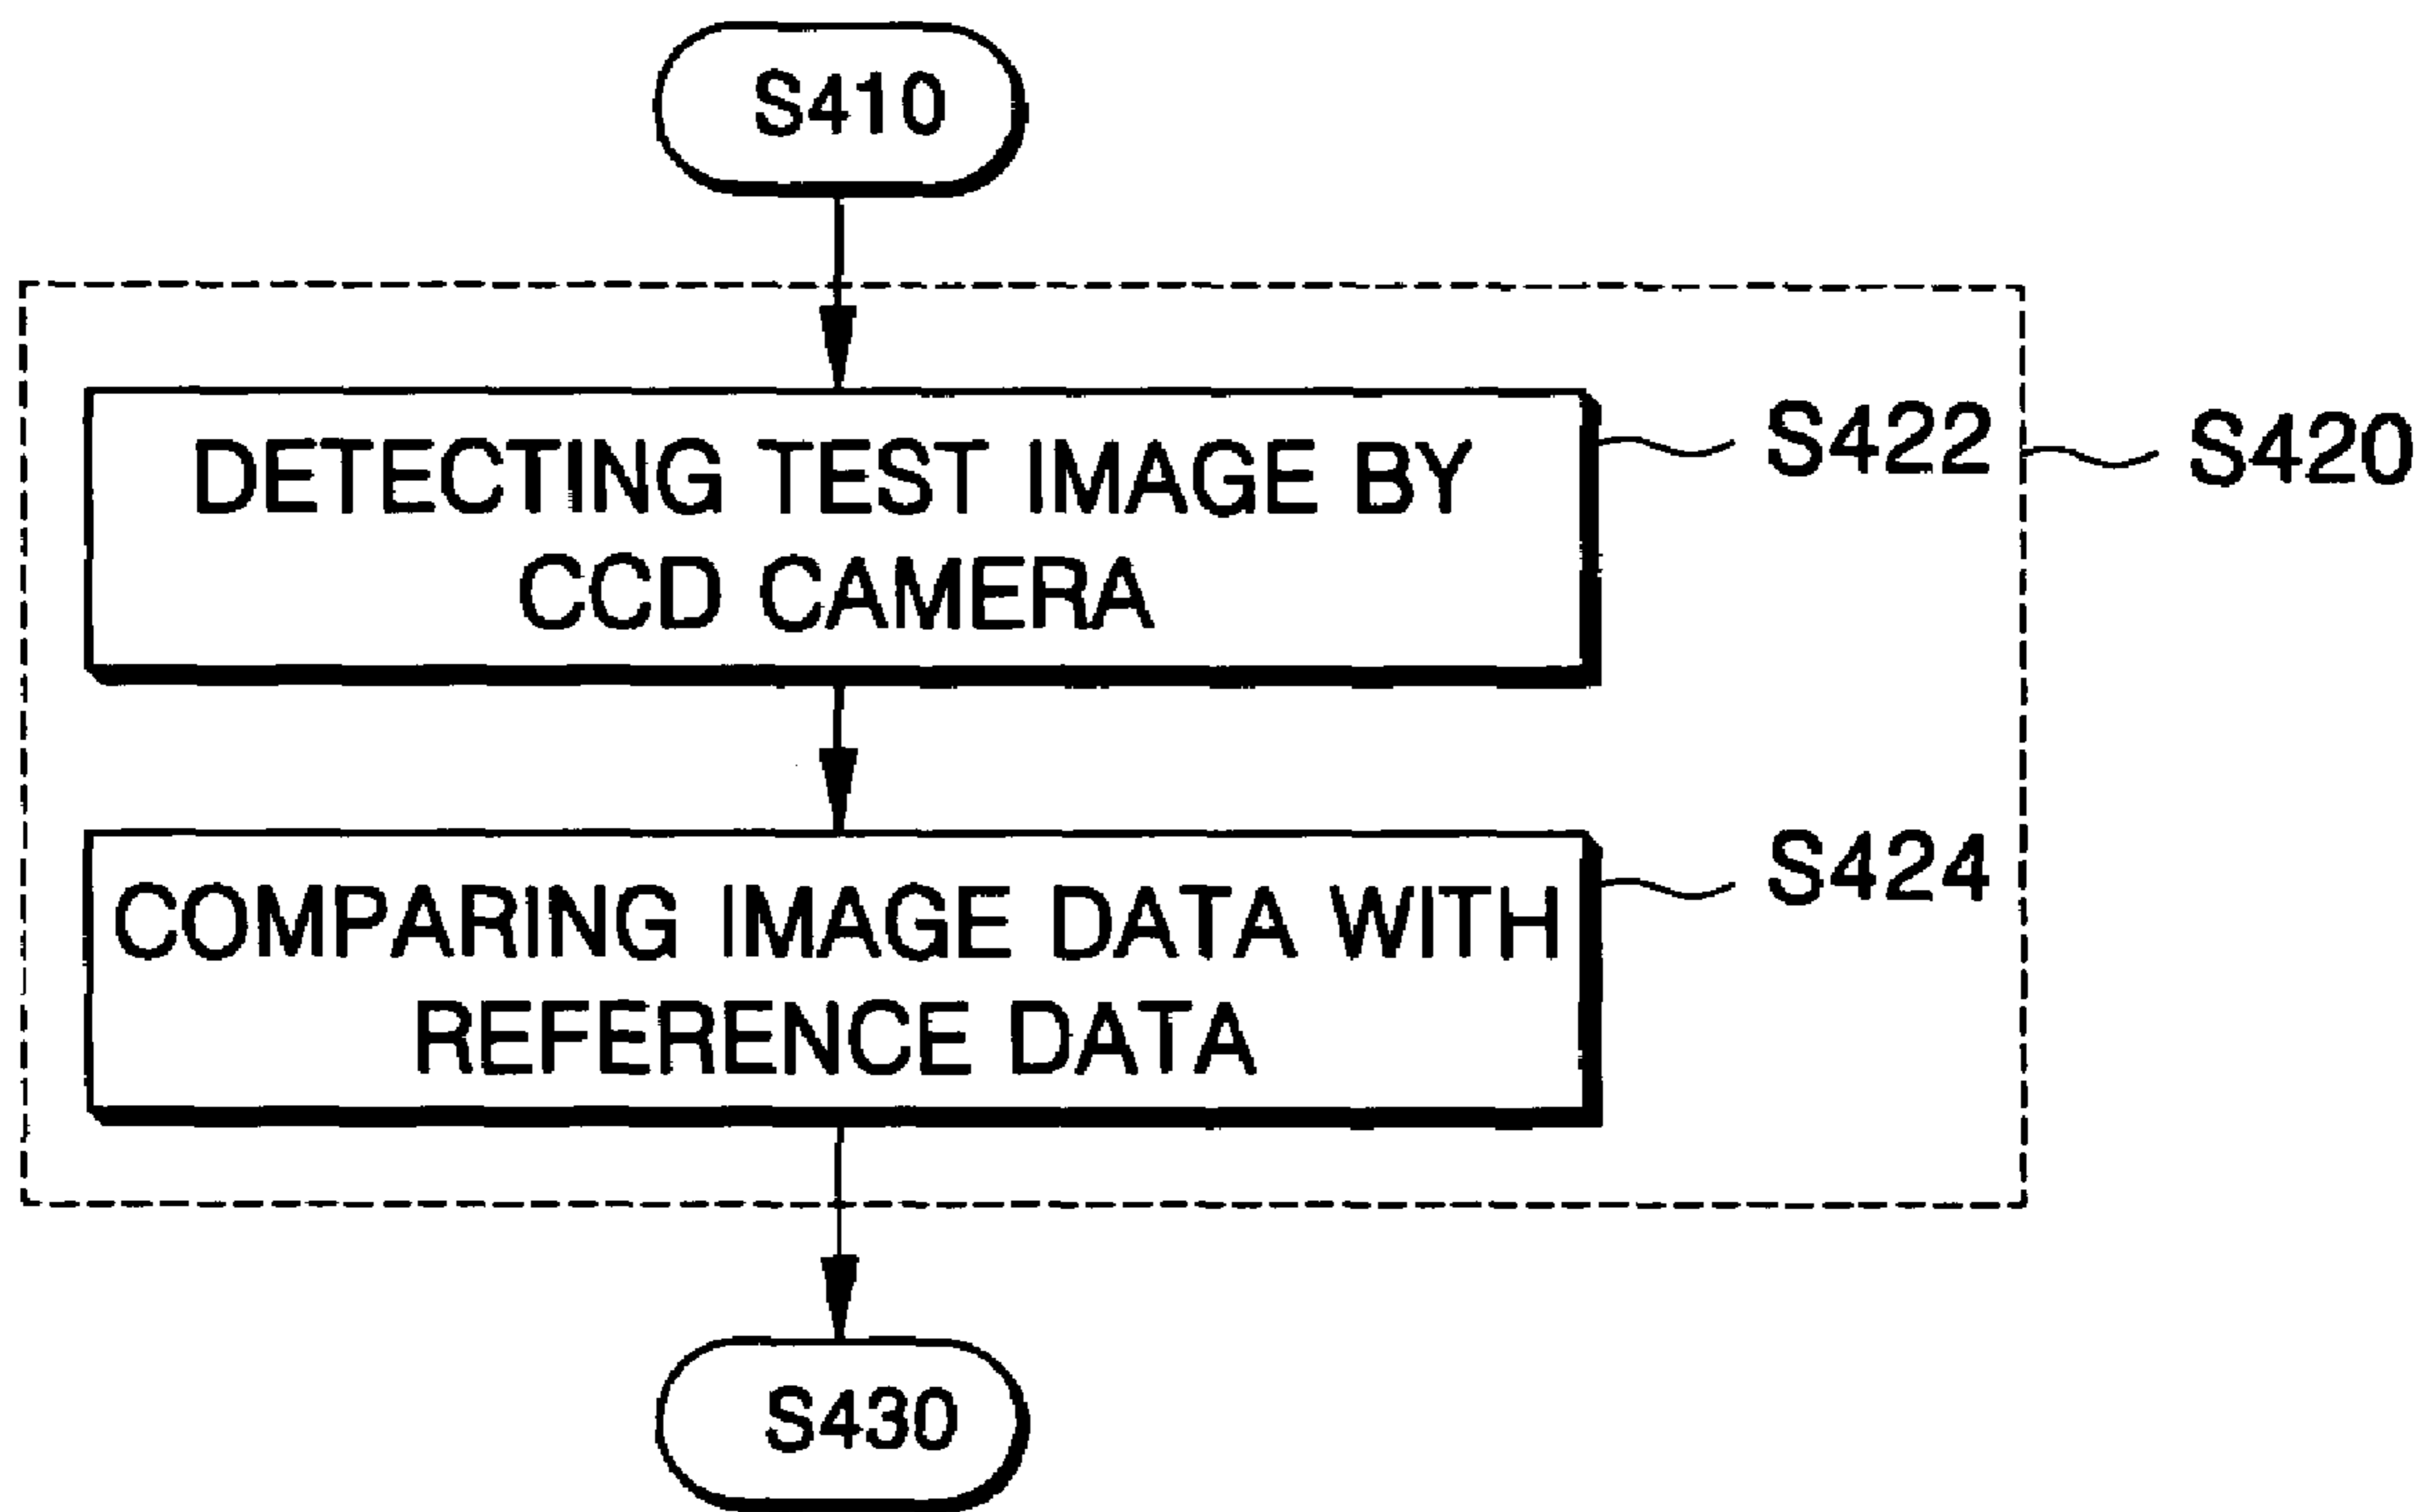 S410
DETECTING TEST IMAGE BY
CCD CAMERA
S422
S420
COMPARING IMAGE DATA WITH
REFERENCE DATA
S424
S430